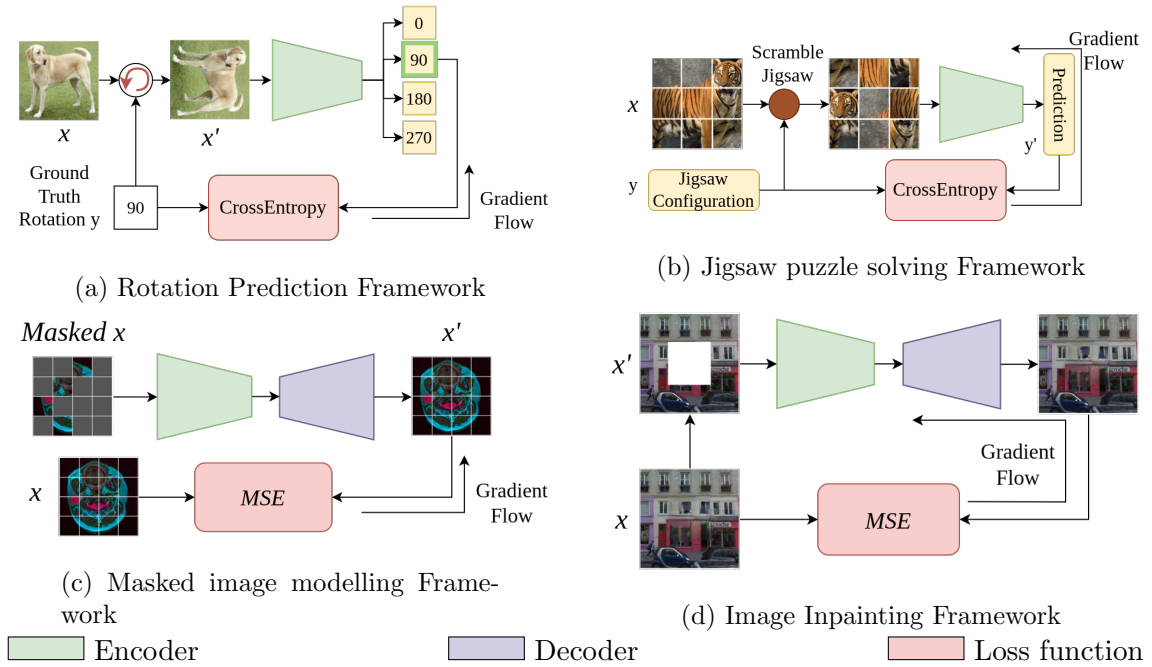 0
90
180
270
x
x'
Ground
Truth
Rotation y
90
CrossEntropy
Gradient
Flow
(a) Rotation Prediction Framework
Scramble
Jigsaw
Gradient
Flow
x
Prediction
y'
y
Jigsaw
Configuration
CrossEntropy
(b) Jigsaw puzzle solving Framework
Masked x
x'
x
MSE
Gradient
Flow
(c) Masked image modelling Frame-
work
x'
Gradient
Flow
x
MSE
(d) Image Inpainting Framework
Encoder
Decoder
Loss function